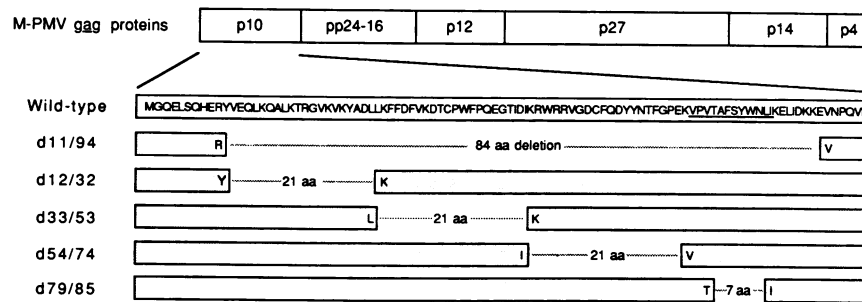 M-PMV gag proteins p10 pp24-16 p12 p27 p14 p4
Wild-type MGQELSQHERYVEQLKQALKTRGVKVKYADLLKFFDFVKDTCPWFPQEGTIDIKRWRRVGDCFQDYYNTFGPEKVPVTAFSYWNLIKELIDKKEVNPQV
d11/94 R 84 aa deletion V
d12/32 Y 21 aa K
d33/53 L 21 aa K
d54/74 I 21 aa V
d79/85 T 7 aa I